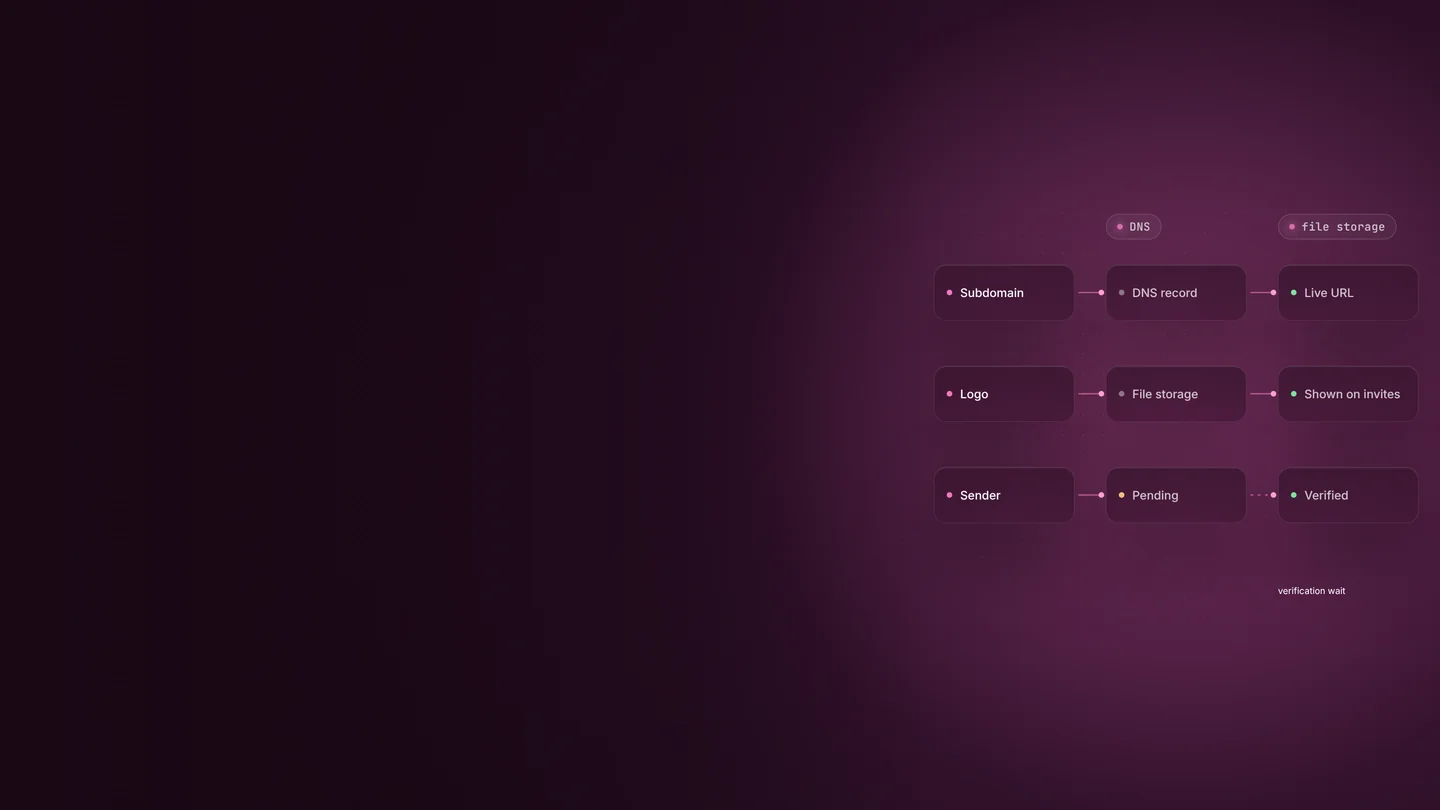 DNS
file storage
Subdomain
DNS record
Live URL
Logo
File storage
Shown on invites
Sender
Pending
Verified
verification wait